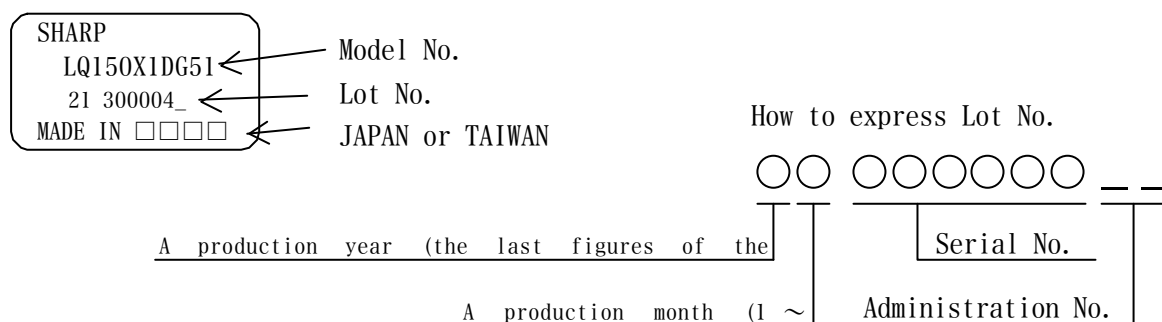 SHARP
LQ150X1DG51
21 300004_
MADE IN □□□□
Model No.
Lot No.
JAPAN or TAIWAN
How to express Lot No.
○○ ○○○○○○ _ _
A production year (the last figures of the
Serial No.
A production month (1 ～
Administration No.